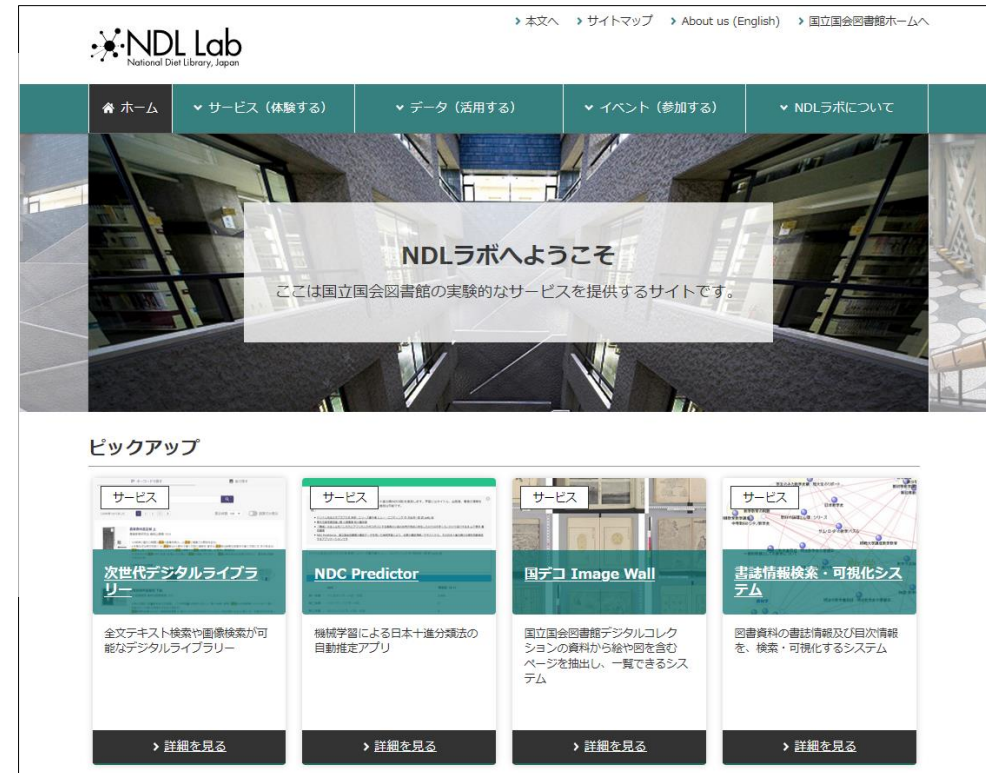 本文へ サイトマップ About us (English) 国立国会図書館ホームへ
NDL Lab
National Diet Library, Japan
ホーム サービス（体験する） データ（活用する） イベント（参加する） NDLラボについて
NDLラボへようこそ
ここは国立国会図書館の実験的なサービスを提供するサイトです。
ピックアップ
サービス
次世代デジタルライブラ
リー
全文テキスト検索や画像検索が可
能なデジタルライブラリー
詳細を見る
サービス
NDC Predictor
機械学習による日本十進分類法の
自動推定アプリ
詳細を見る
サービス
国デコ Image Wall
国立国会図書館デジタルコレク
ションの資料から絵や図を含む
ページを抽出し、一覧できるシス
テム
詳細を見る
サービス
書誌情報検索・可視化シス
テム
図書資料の書誌情報及び目次情報
を、検索・可視化するシステム
詳細を見る